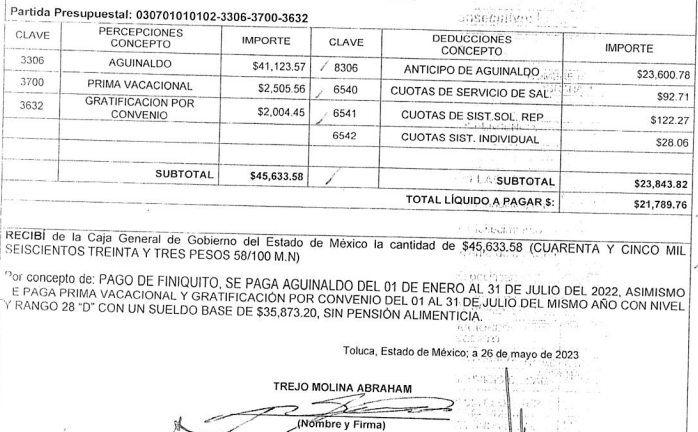 Partida Presupuestal: 030701010102-3306-3700-3632
CLAVE PERCEPCIONES CONCEPTO IMPORTE CLAVE DEDUCCIONES CONCEPTO IMPORTE
3306 AGUINALDO $41,123.57 8306 ANTICIPO DE AGUINALDO $23,600.78
3700 PRIMA VACACIONAL $2,505.56 6540 CUOTAS DE SERVICIO DE SAL. $92.71
3632 GRATIFICACION POR CONVENIO $2,004.45 6541 CUOTAS DE SIST.SOL. REP $122.27
6542 CUOTAS SIST. INDIVIDUAL $28.06
SUBTOTAL $45,633.58 SUBTOTAL $23,843.82
TOTAL LÍQUIDO A PAGAR $: $21,789.76
RECIBÍ de la Caja General de Gobierno del Estado de México la cantidad de $45,633.58 (CUARENTA Y CINCO MIL
SEISCIENTOS TREINTA Y TRES PESOS 58/100 M.N)
Por concepto de: PAGO DE FINIQUITO, SE PAGA AGUINALDO DEL 01 DE ENERO AL 31 DE JULIO DEL 2022, ASIMISMO
E PAGA PRIMA VACACIONAL Y GRATIFICACIÓN POR CONVENIO DEL 01 AL 31 DE JULIO DEL MISMO AÑO CON NIVEL
Y RANGO 28 "D" CON UN SUELDO BASE DE $35,873.20, SIN PENSIÓN ALIMENTICIA.
Toluca, Estado de México; a 26 de mayo de 2023
TREJO MOLINA ABRAHAM
(Nombre y Firma)